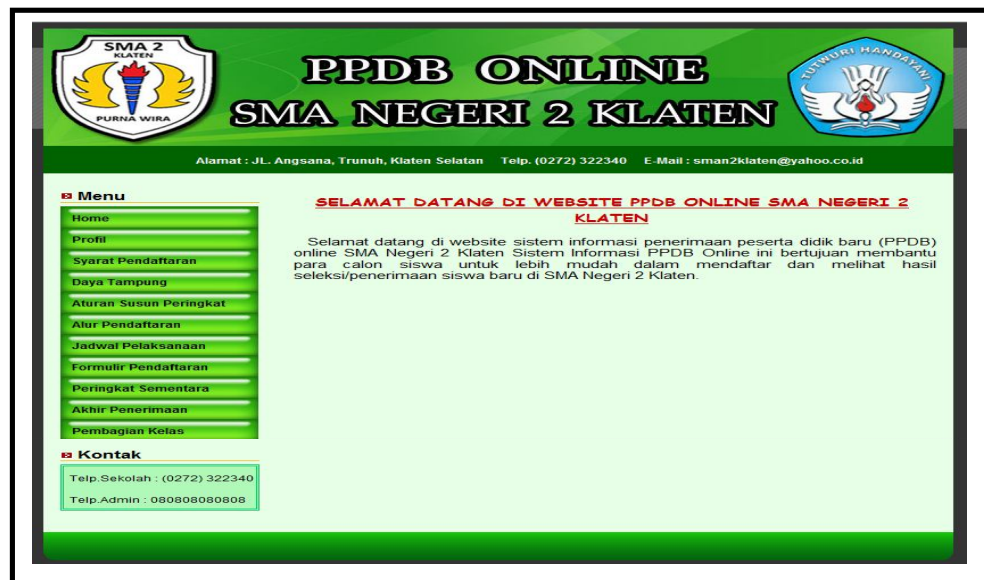 SMA 2
KLATEN
PURNA WIRA
PPDB ONLINE
SMA NEGERI 2 KLATEN
TUTWURI HANDAYANI
Alamat : JL. Angsana, Trunuh, Klaten Selatan Telp. (0272) 322340 E-Mail : sman2klaten@yahoo.co.id
Menu
Home
Profil
Syarat Pendaftaran
Daya Tampung
Aturan Susun Peringkat
Alur Pendaftaran
Jadwal Pelaksanaan
Formulir Pendaftaran
Peringkat Sementara
Akhir Penerimaan
Pembagian Kelas
Kontak
Telp.Sekolah : (0272) 322340
Telp.Admin : 080808080808
SELAMAT DATANG DI WEBSITE PPDB ONLINE SMA NEGERI 2
KLATEN
Selamat datang di website sistem informasi penerimaan peserta didik baru (PPDB)
online SMA Negeri 2 Klaten Sistem Informasi PPDB Online ini bertujuan membantu
para calon siswa untuk lebih mudah dalam mendaftar dan melihat hasil
seleksi/penerimaan siswa baru di SMA Negeri 2 Klaten.